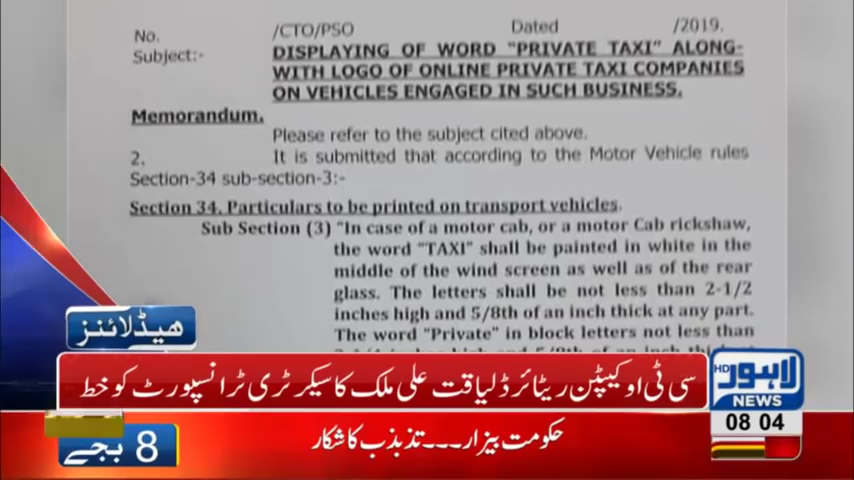 No. /CTO/PSO Dated /2019.
Subject:- DISPLAYING OF WORD "PRIVATE TAXI" ALONG-
WITH LOGO OF ONLINE PRIVATE TAXI COMPANIES
ON VEHICLES ENGAGED IN SUCH BUSINESS.
Memorandum.
Please refer to the subject cited above.
2. It is submitted that according to the Motor Vehicle rules
Section-34 sub-section-3:-
Section 34. Particulars to be printed on transport vehicles.
Sub Section (3) "In case of a motor cab, or a motor Cab rickshaw,
the word "TAXI" shall be painted in white in the
middle of the wind screen as well as of the rear
glass. The letters shall be not less than 2-1/2
inches high and 5/8th of an inch thick at any part.
The word "Private" in block letters not less than
ہیڈلائنز
سی ٹی او کیپٹن ریٹائرڈ لیاقت علی ملک کا سیکرٹری ٹرانسپورٹ کو خط
HD لاہور
NEWS
08 04
حکومت بیزار۔۔۔تذبذب کا شکار
8 بجے